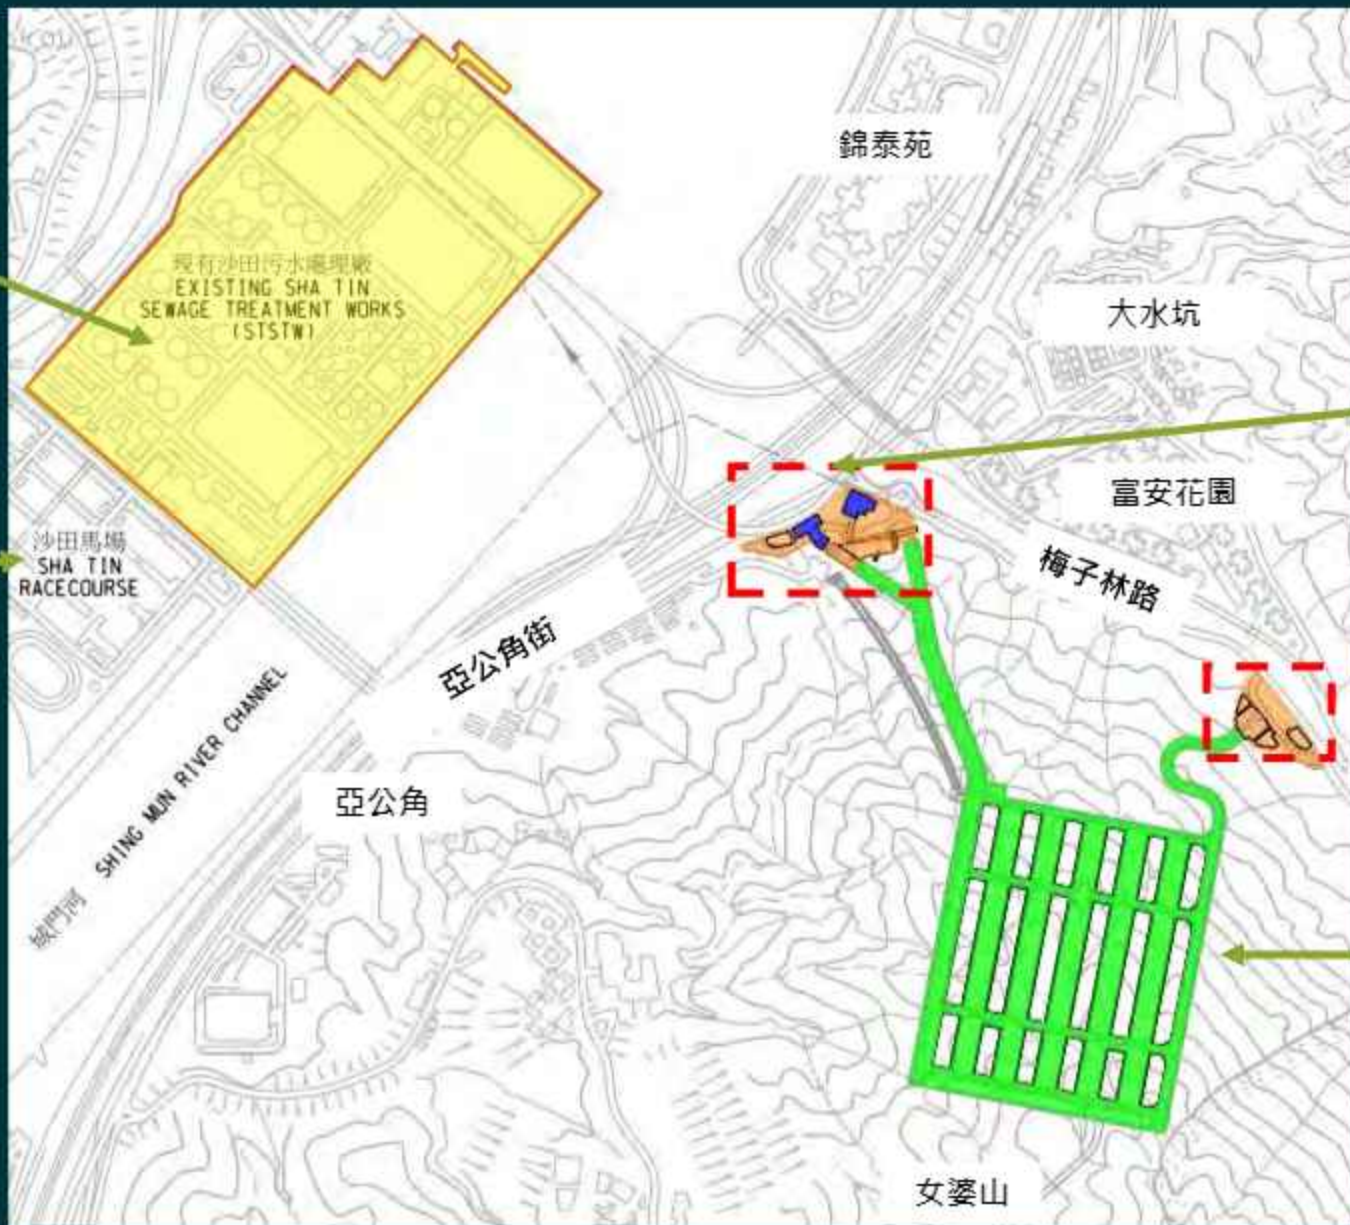 錦泰苑
現有沙田污水處理廠
EXISTING SHA TIN
SEWAGE TREATMENT WORKS
(STSTW)
大水坑
富安花園
沙田馬場
SHA TIN
RACECOURSE
梅子林路
亞公角街
SHING MUN RIVER CHANNEL
城門河
亞公角
女婆山